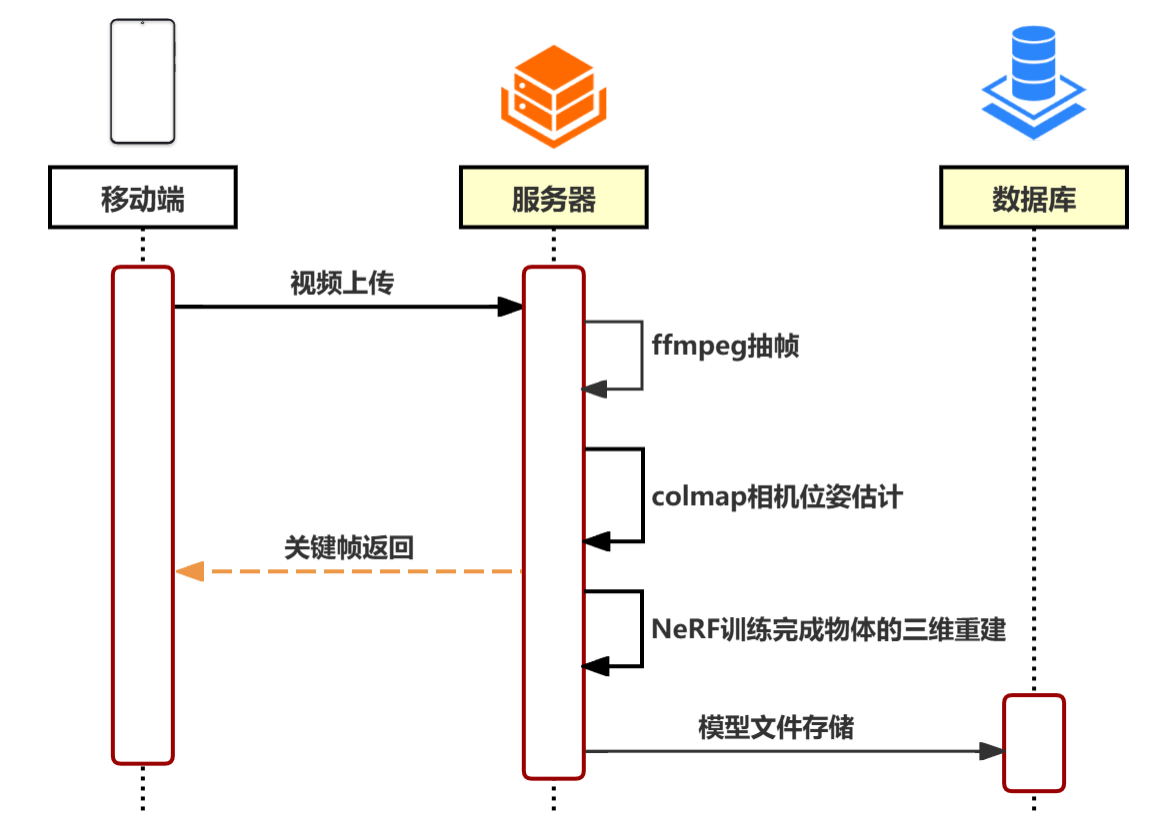 移动端
服务器
数据库
视频上传
ffmpeg抽帧
colmap相机位姿估计
关键帧返回
NeRF训练完成物体的三维重建
模型文件存储